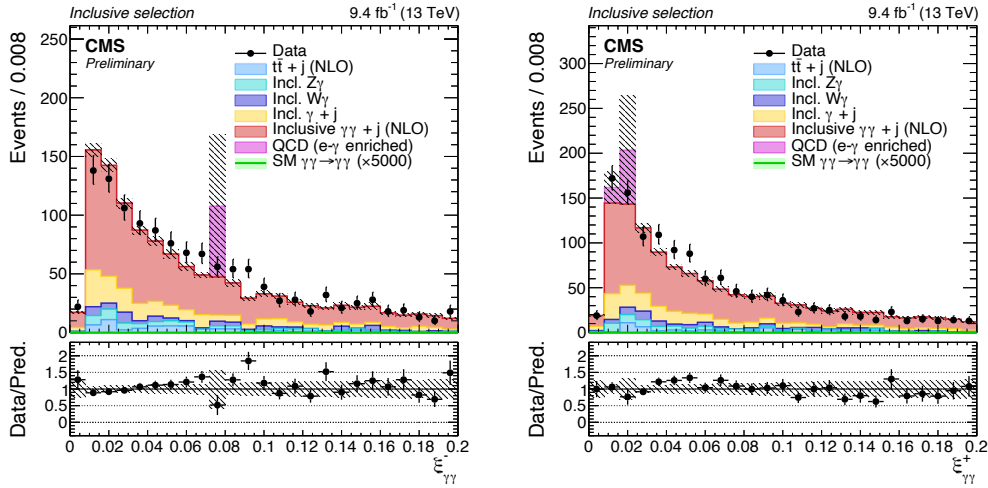 Inclusive selection 9.4 fb⁻¹ (13 TeV)
Events / 0.008
250
200
150
100
50
0
CMS
Preliminary
Data
tt̄ + j (NLO)
Incl. Zγ
Incl. Wγ
Incl. γ + j
Inclusive γγ + j (NLO)
QCD (e-γ enriched)
SM γγ→γγ (×5000)
Data/Pred.
2
1.5
1
0.5
0
0 0.02 0.04 0.06 0.08 0.1 0.12 0.14 0.16 0.18 0.2
ξ⁻γγ
Inclusive selection 9.4 fb⁻¹ (13 TeV)
Events / 0.008
300
250
200
150
100
50
0
CMS
Preliminary
Data
tt̄ + j (NLO)
Incl. Zγ
Incl. Wγ
Incl. γ + j
Inclusive γγ + j (NLO)
QCD (e-γ enriched)
SM γγ→γγ (×5000)
Data/Pred.
2
1.5
1
0.5
0
0 0.02 0.04 0.06 0.08 0.1 0.12 0.14 0.16 0.18 0.2
ξ⁺γγ